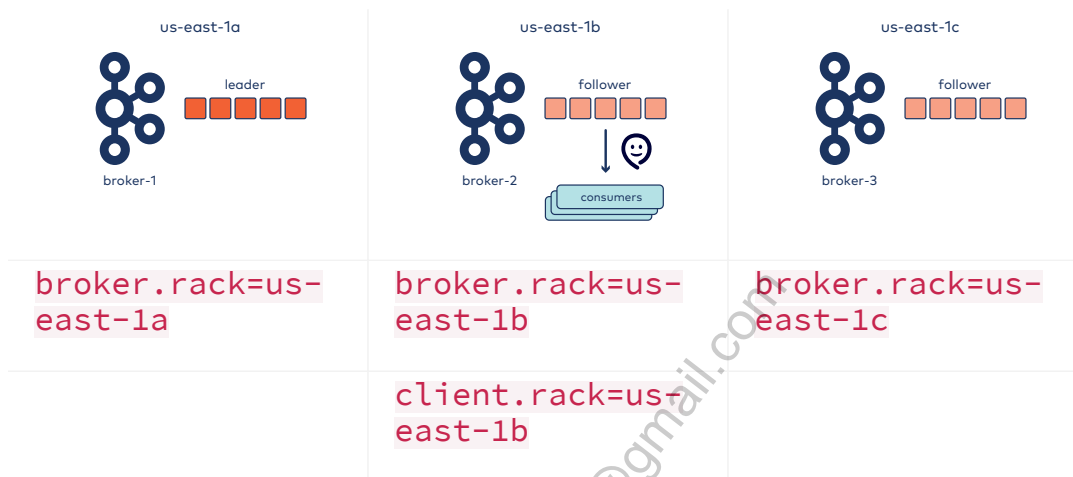 us-east-1a
us-east-1b
us-east-1c
leader
follower
follower
broker-1
broker-2
broker-3
consumers
broker.rack=us-
east-1a
broker.rack=us-
east-1b
broker.rack=us-
east-1c
client.rack=us-
east-1b
@gmail.com